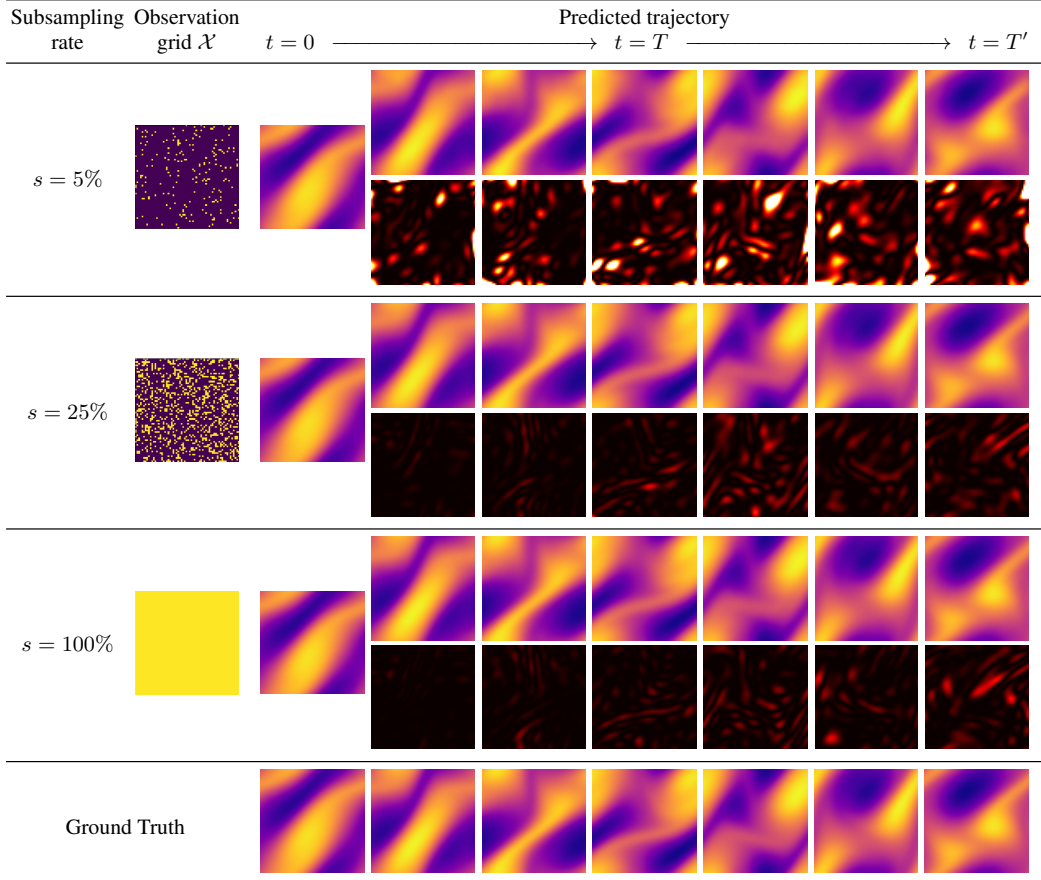 Subsampling rate
Observation grid 𝒳
Predicted trajectory
t = 0 ⟶ t = T ⟶ t = T′
s = 5%
s = 25%
s = 100%
Ground Truth